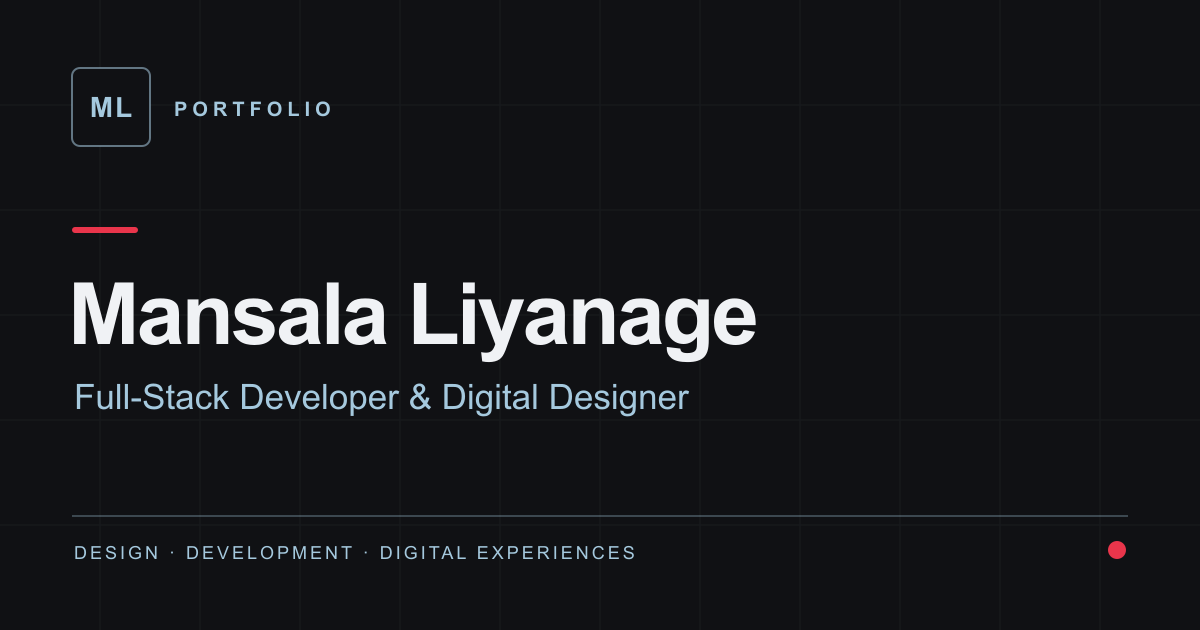 ML
PORTFOLIO
Mansala Liyanage
Full-Stack Developer & Digital Designer
DESIGN · DEVELOPMENT · DIGITAL EXPERIENCES